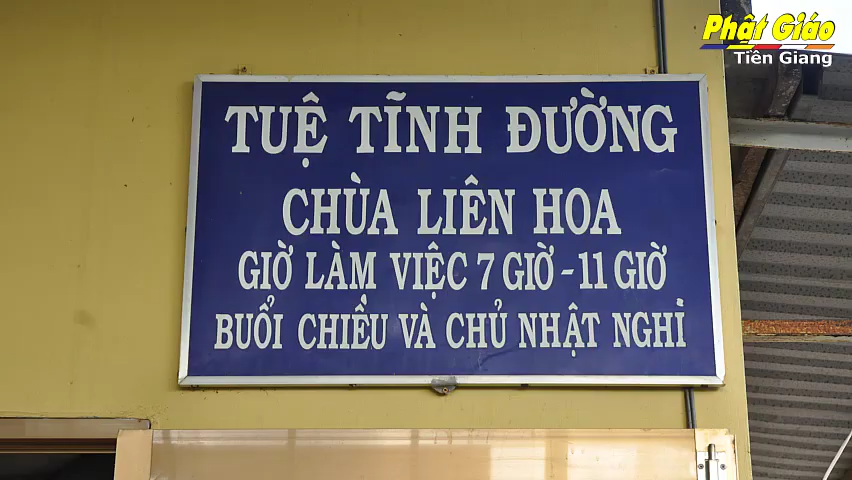 Phật Giáo
Tiền Giang
TUỆ TĨNH ĐƯỜNG
CHÙA LIÊN HOA
GIỜ LÀM VIỆC 7 GIỜ - 11 GIỜ
BUỔI CHIỀU VÀ CHỦ NHẬT NGHỈ